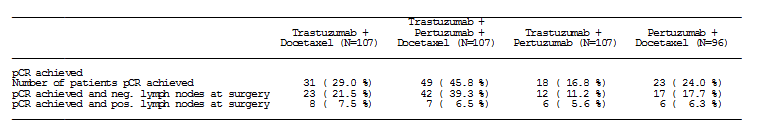 Trastuzumab +
Trastuzumab + Pertuzumab + Trastuzumab + Pertuzumab +
Docetaxel (N=107) Docetaxel (N=107) Pertuzumab (N=107) Docetaxel (N=96)
pCR achieved
Number of patients pCR achieved 31 ( 29.0 %) 49 ( 45.8 %) 18 ( 16.8 %) 23 ( 24.0 %)
pCR achieved and neg. lymph nodes at surgery 23 ( 21.5 %) 42 ( 39.3 %) 12 ( 11.2 %) 17 ( 17.7 %)
pCR achieved and pos. lymph nodes at surgery 8 ( 7.5 %) 7 ( 6.5 %) 6 ( 5.6 %) 6 ( 6.3 %)